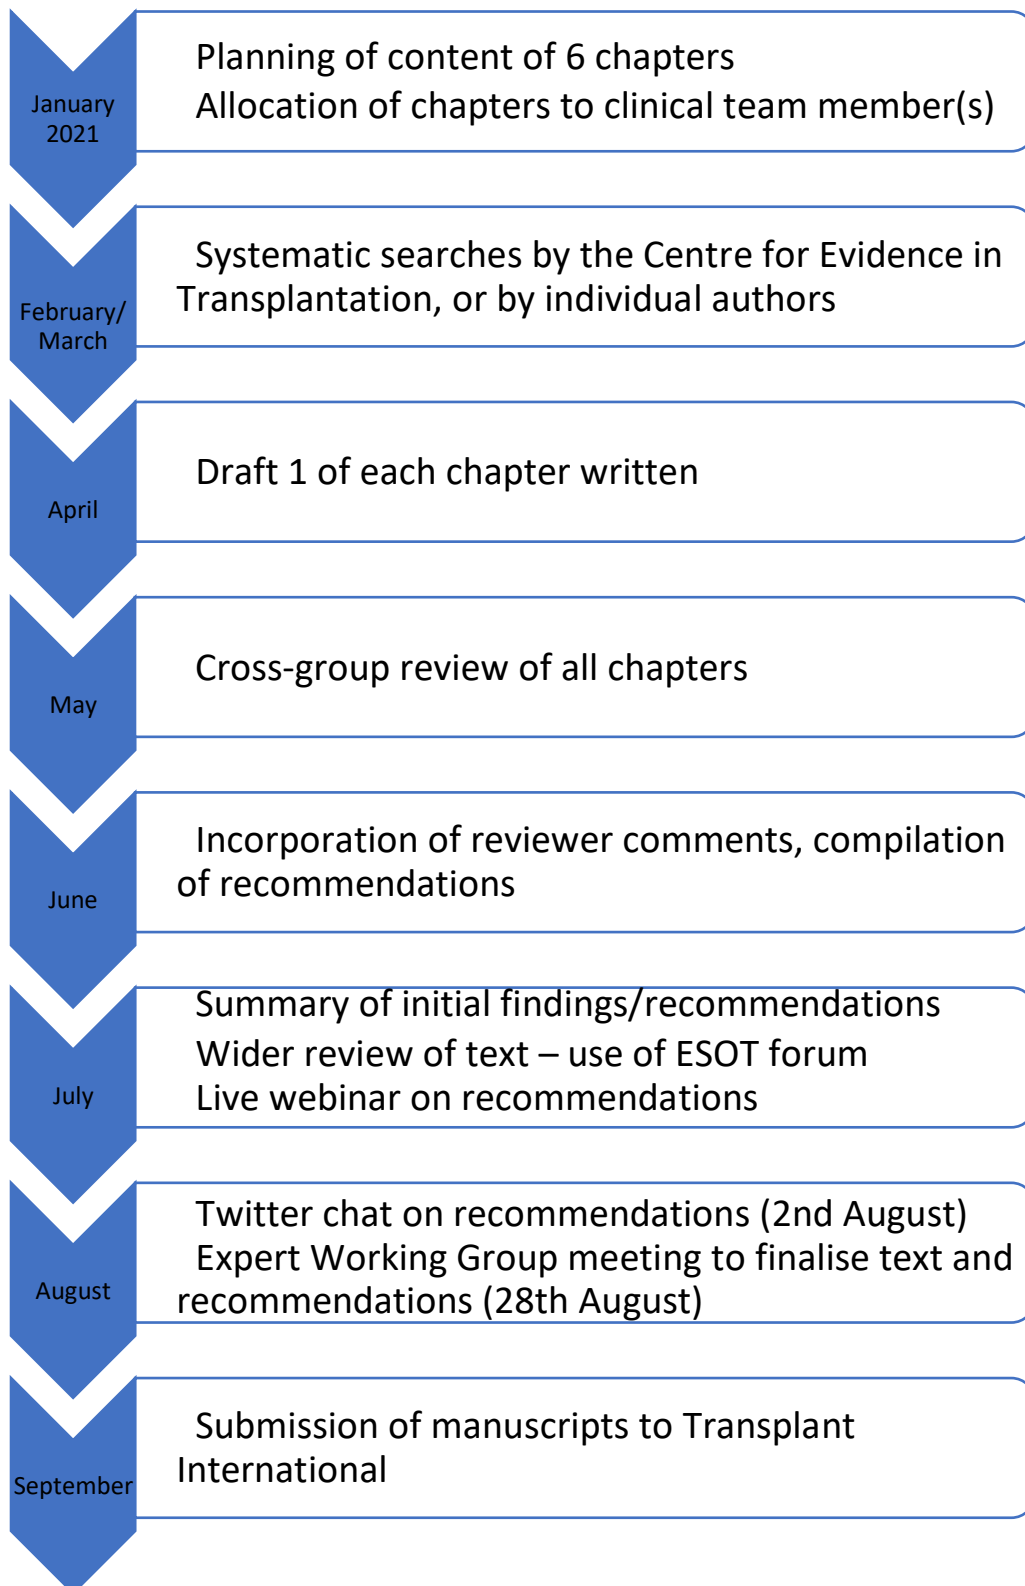 January
2021
Planning of content of 6 chapters
Allocation of chapters to clinical team member(s)
February/
March
Systematic searches by the Centre for Evidence in
Transplantation, or by individual authors
April
Draft 1 of each chapter written
May
Cross-group review of all chapters
June
Incorporation of reviewer comments, compilation
of recommendations
July
Summary of initial findings/recommendations
Wider review of text – use of ESOT forum
Live webinar on recommendations
August
Twitter chat on recommendations (2nd August)
Expert Working Group meeting to finalise text and
recommendations (28th August)
September
Submission of manuscripts to Transplant
International